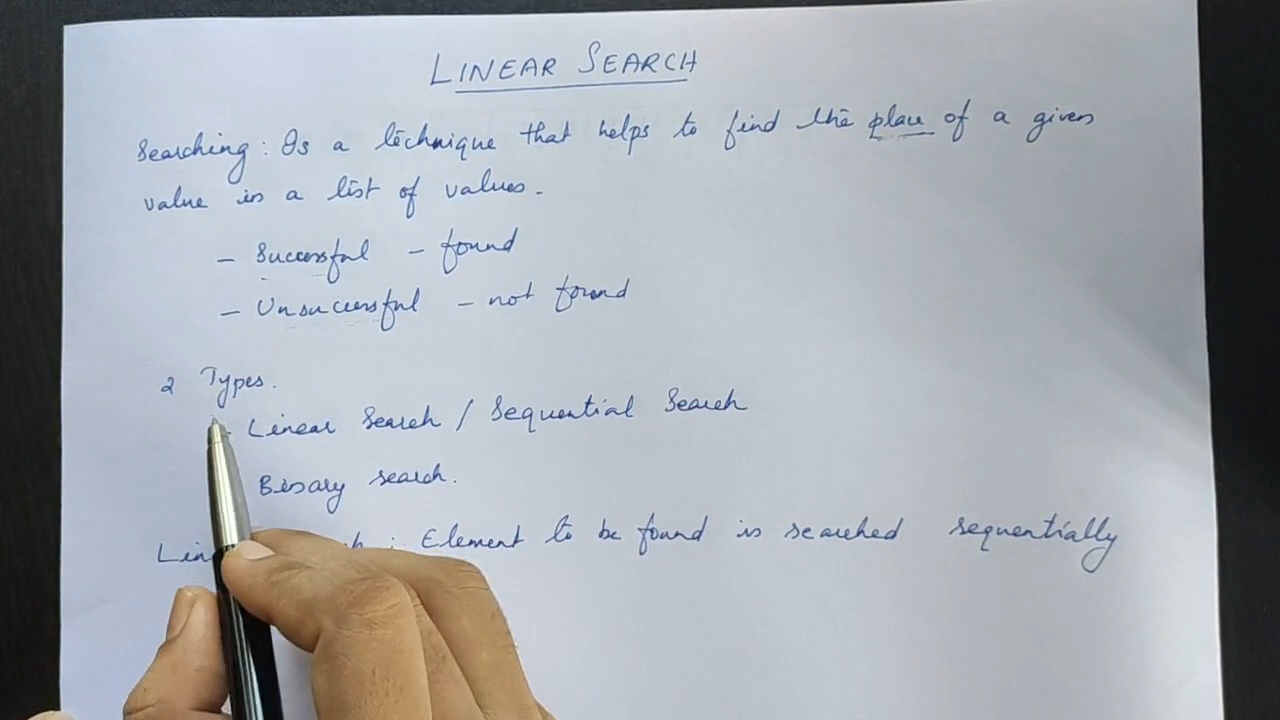 LINEAR SEARCH
Searching : Is a technique that helps to find the place of a given
value in a list of values.
- Successful - found
- Unsuccessful - not found
2 Types.
- Linear Search / Sequential Search
Binary search.
: Element to be found is searched sequentially